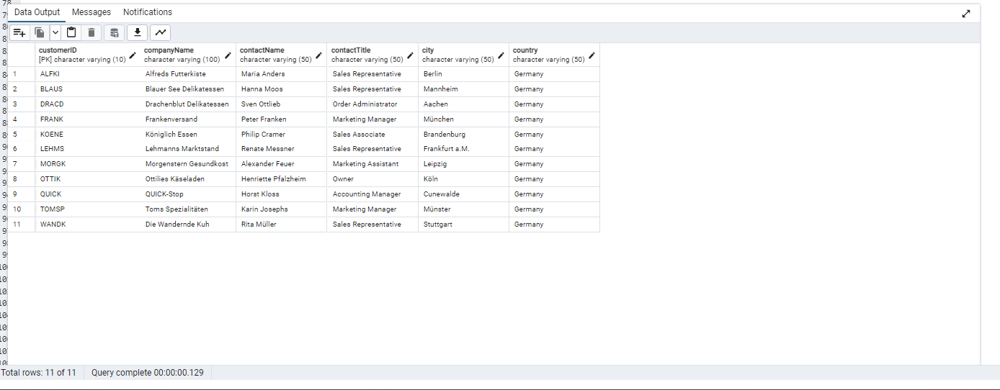 Data Output Messages Notifications
customerID companyName contactName contactTitle city country
[PK] character varying (10) character varying (100) character varying (50) character varying (50) character varying (50) character varying (50)
1 ALFKI Alfreds Futterkiste Maria Anders Sales Representative Berlin Germany
2 BLAUS Blauer See Delikatessen Hanna Moos Sales Representative Mannheim Germany
3 DRACD Drachenblut Delikatessen Sven Ottlieb Order Administrator Aachen Germany
4 FRANK Frankenversand Peter Franken Marketing Manager München Germany
5 KOENE Königlich Essen Philip Cramer Sales Associate Brandenburg Germany
6 LEHMS Lehmanns Marktstand Renate Messner Sales Representative Frankfurt a.M. Germany
7 MORGK Morgenstern Gesundkost Alexander Feuer Marketing Assistant Leipzig Germany
8 OTTIK Ottilies Käseladen Henriette Pfalzheim Owner Köln Germany
9 QUICK QUICK-Stop Horst Kloss Accounting Manager Cunewalde Germany
10 TOMSP Toms Spezialitäten Karin Josephs Marketing Manager Münster Germany
11 WANDK Die Wandernde Kuh Rita Müller Sales Representative Stuttgart Germany
Total rows: 11 of 11 Query complete 00:00:00.129